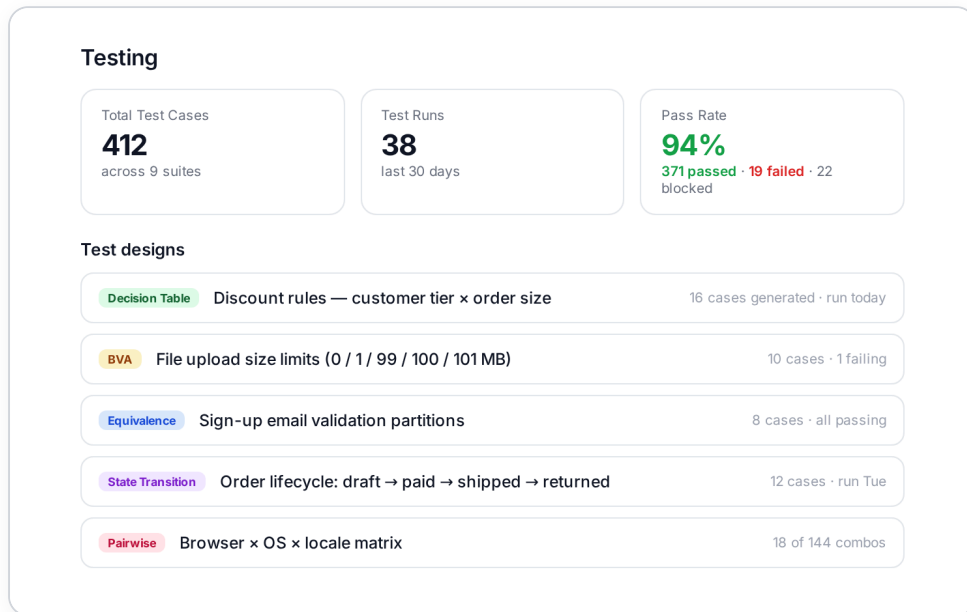 Testing
Total Test Cases
412
across 9 suites
Test Runs
38
last 30 days
Pass Rate
94%
371 passed · 19 failed · 22
blocked
Test designs
Decision Table Discount rules — customer tier × order size 16 cases generated · run today
BVA File upload size limits (0 / 1 / 99 / 100 / 101 MB) 10 cases · 1 failing
Equivalence Sign-up email validation partitions 8 cases · all passing
State Transition Order lifecycle: draft → paid → shipped → returned 12 cases · run Tue
Pairwise Browser × OS × locale matrix 18 of 144 combos